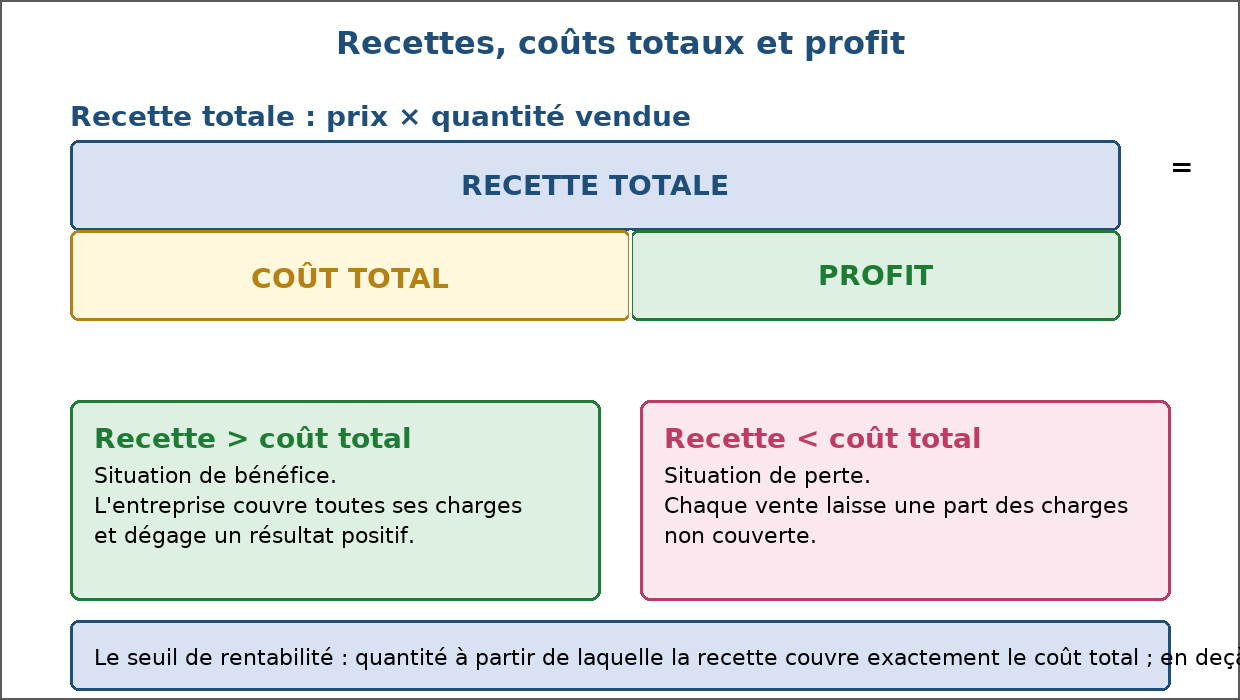 Recettes, coûts totaux et profit
Recette totale : prix × quantité vendue
RECETTE TOTALE
=
COÛT TOTAL
PROFIT
Recette > coût total
Situation de bénéfice.
L'entreprise couvre toutes ses charges
et dégage un résultat positif.
Recette < coût total
Situation de perte.
Chaque vente laisse une part des charges
non couverte.
Le seuil de rentabilité : quantité à partir de laquelle la recette couvre exactement le coût total ; en deçà